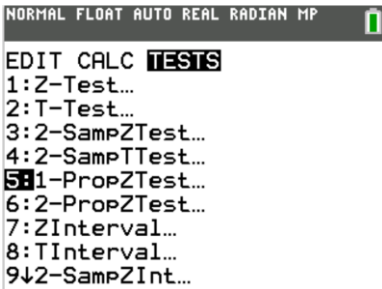 NORMAL FLOAT AUTO REAL RADIAN MP
EDIT CALC TESTS
1:Z-Test…
2:T-Test…
3:2-SampZTest…
4:2-SampTTest…
5:1-PropZTest…
6:2-PropZTest…
7:ZInterval…
8:TInterval…
9↓2-SampZInt…